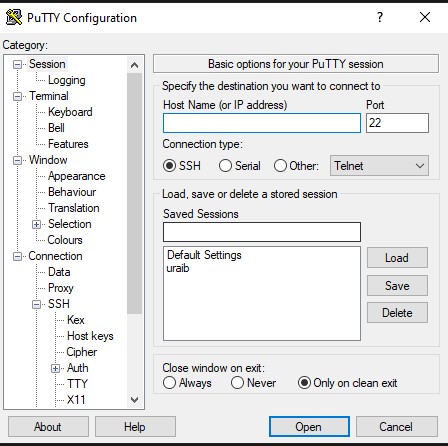 PuTTY Configuration
? X
Category:
Session
Logging
Terminal
Keyboard
Bell
Features
Window
Appearance
Behaviour
Translation
Selection
Colours
Connection
Data
Proxy
SSH
Kex
Host keys
Cipher
Auth
TTY
X11
Basic options for your PuTTY session
Specify the destination you want to connect to
Host Name (or IP address) Port
22
Connection type:
SSH Serial Other: Telnet
Load, save or delete a stored session
Saved Sessions
Default Settings
uraib
Load
Save
Delete
Close window on exit:
Always Never Only on clean exit
About Help Open Cancel